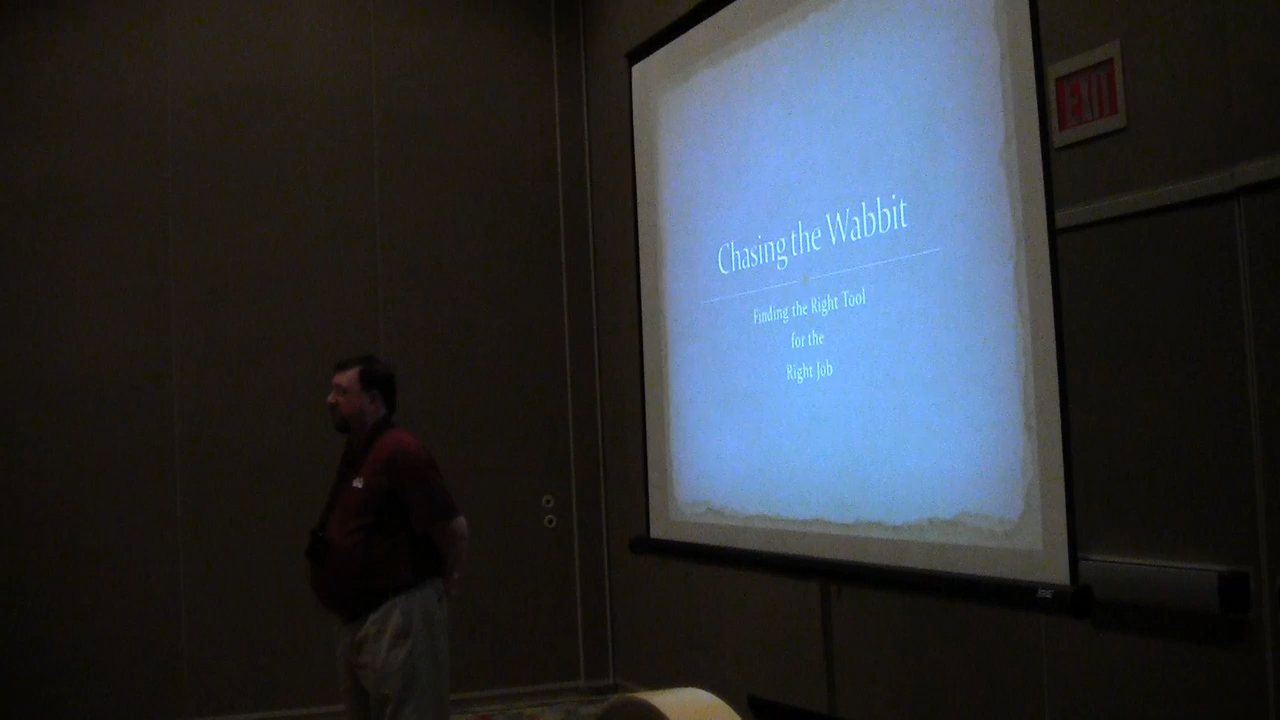 Chasing the Wabbit
Finding the Right Tool
for the
Right Job
EXIT